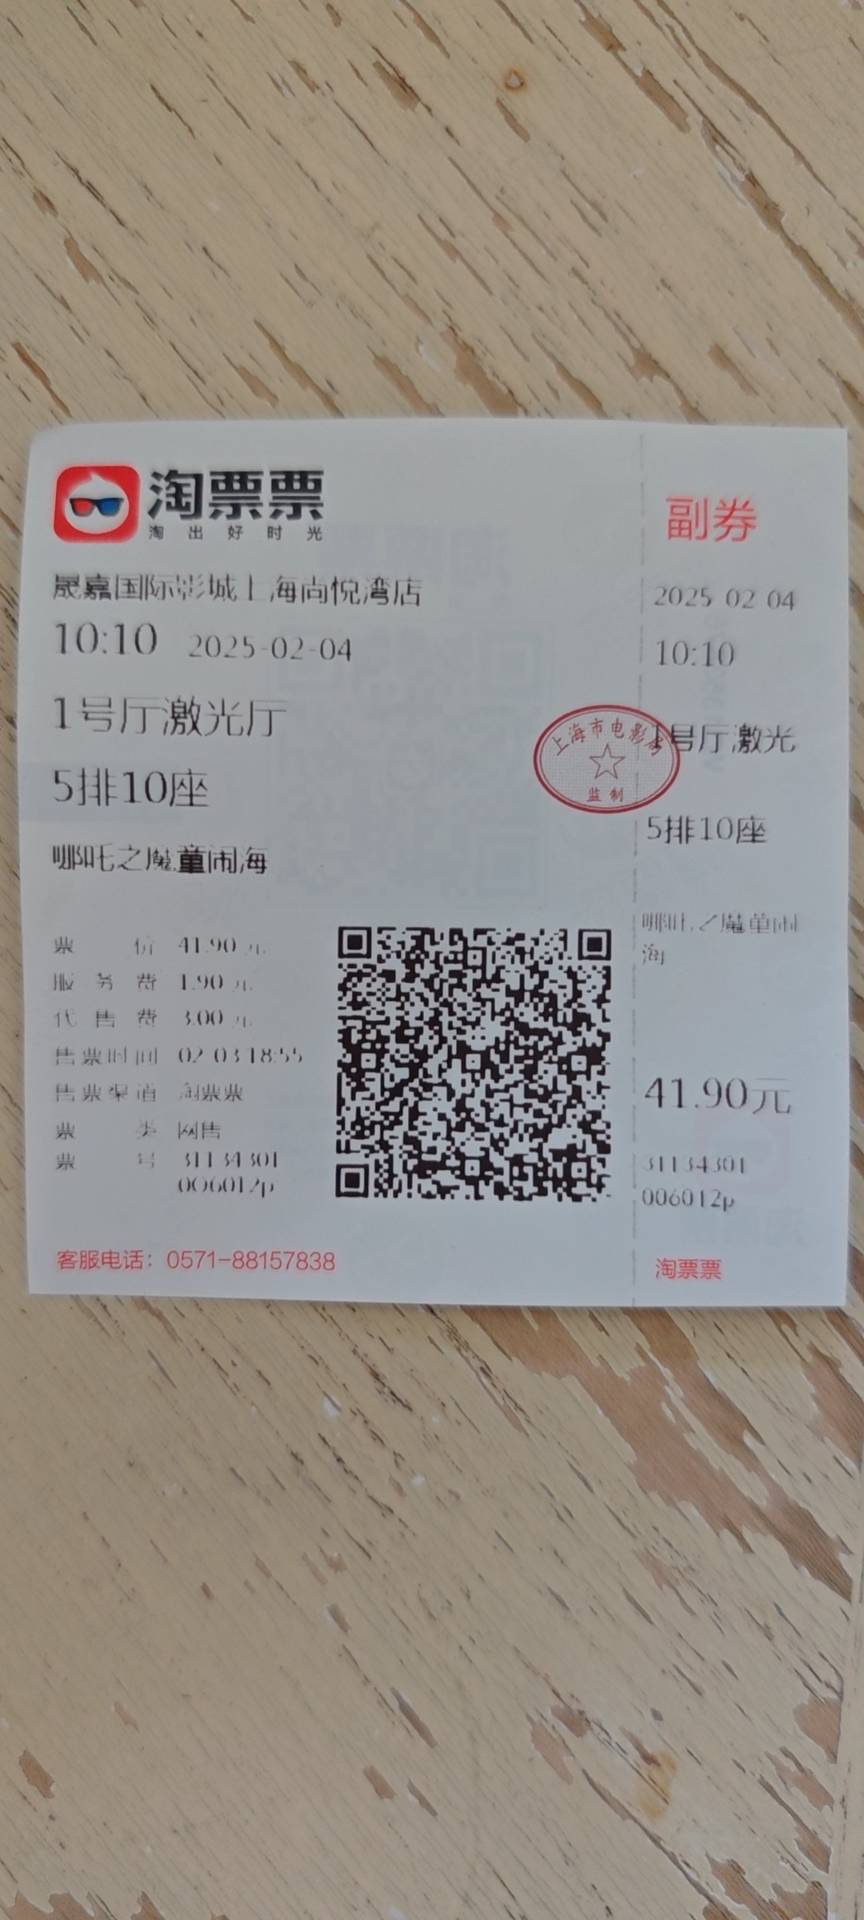 淘票票
淘出好时光
晟嘉国际影城上海尚悦湾店
10:10 2025-02-04
1号厅激光厅
5排10座
哪吒之魔童闹海
票价 41.90元
服务费 1.90元
代售费 3.00元
售票时间 02-03 18:55
售票渠道 淘票票
票类 网售
票号 31134301
006012p
客服电话：0571-88157838
上海市电影局
监制
副券
2025-02-04
10:10
1号厅激光
5排10座
哪吒之魔童闹
海
41.90元
31134301
006012p
淘票票